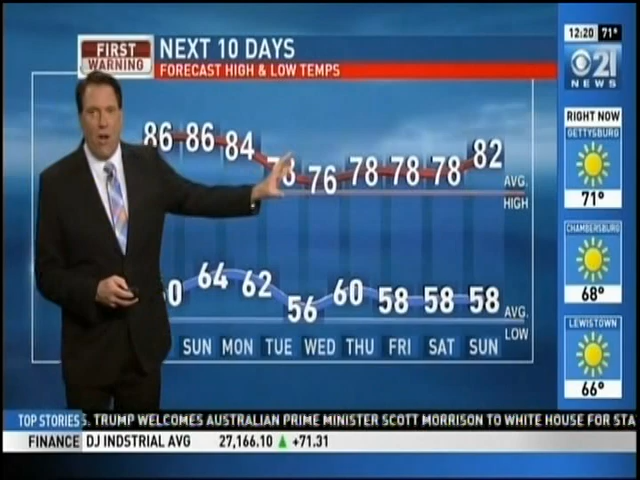 FIRST
WARNING
NEXT 10 DAYS
FORECAST HIGH & LOW TEMPS
12:20 71°
21
NEWS
86 86 84 76 78 78 78 82
AVG.
HIGH
64 62 56 60 58 58 58
AVG.
LOW
SUN MON TUE WED THU FRI SAT SUN
RIGHT NOW
GETTYSBURG
71°
CHAMBERSBURG
68°
LEWISTOWN
66°
TOP STORIES S. TRUMP WELCOMES AUSTRALIAN PRIME MINISTER SCOTT MORRISON TO WHITE HOUSE FOR STA
FINANCE DJ INDSTRIAL AVG 27,166.10 +71.31